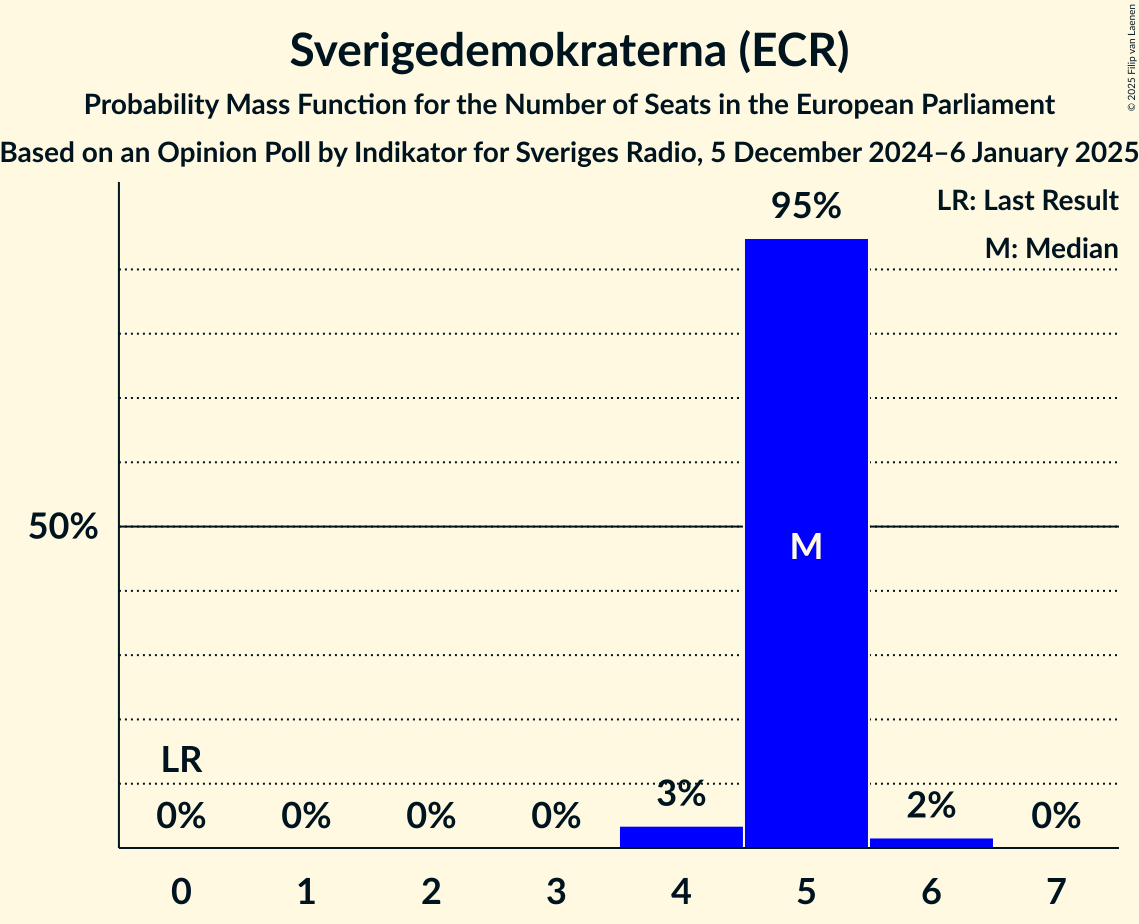 Sverigedemokraterna (ECR)
Probability Mass Function for the Number of Seats in the European Parliament
Based on an Opinion Poll by Indikator for Sveriges Radio, 5 December 2024–6 January 2025
© 2025 Filip van Laenen
LR: Last Result
M: Median
95%
50%
M
LR
0%
0%
0%
0%
3%
2%
0%
0
1
2
3
4
5
6
7